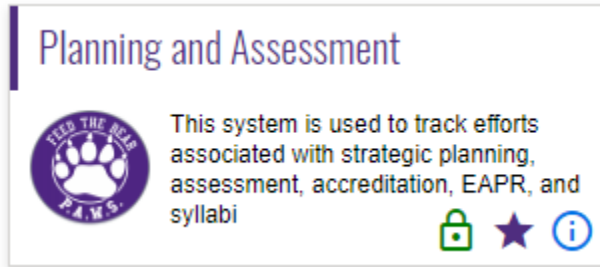 Planning and Assessment
FEED THE BEAR
P.A.W.S.
This system is used to track efforts
associated with strategic planning,
assessment, accreditation, EAPR, and
syllabi